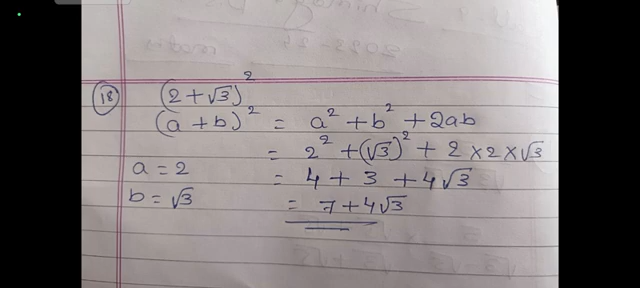 18 (2 + √3)²
(a + b)² = a² + b² + 2ab
= 2² + (√3)² + 2 × 2 × √3
a = 2 = 4 + 3 + 4√3
b = √3 = 7 + 4√3